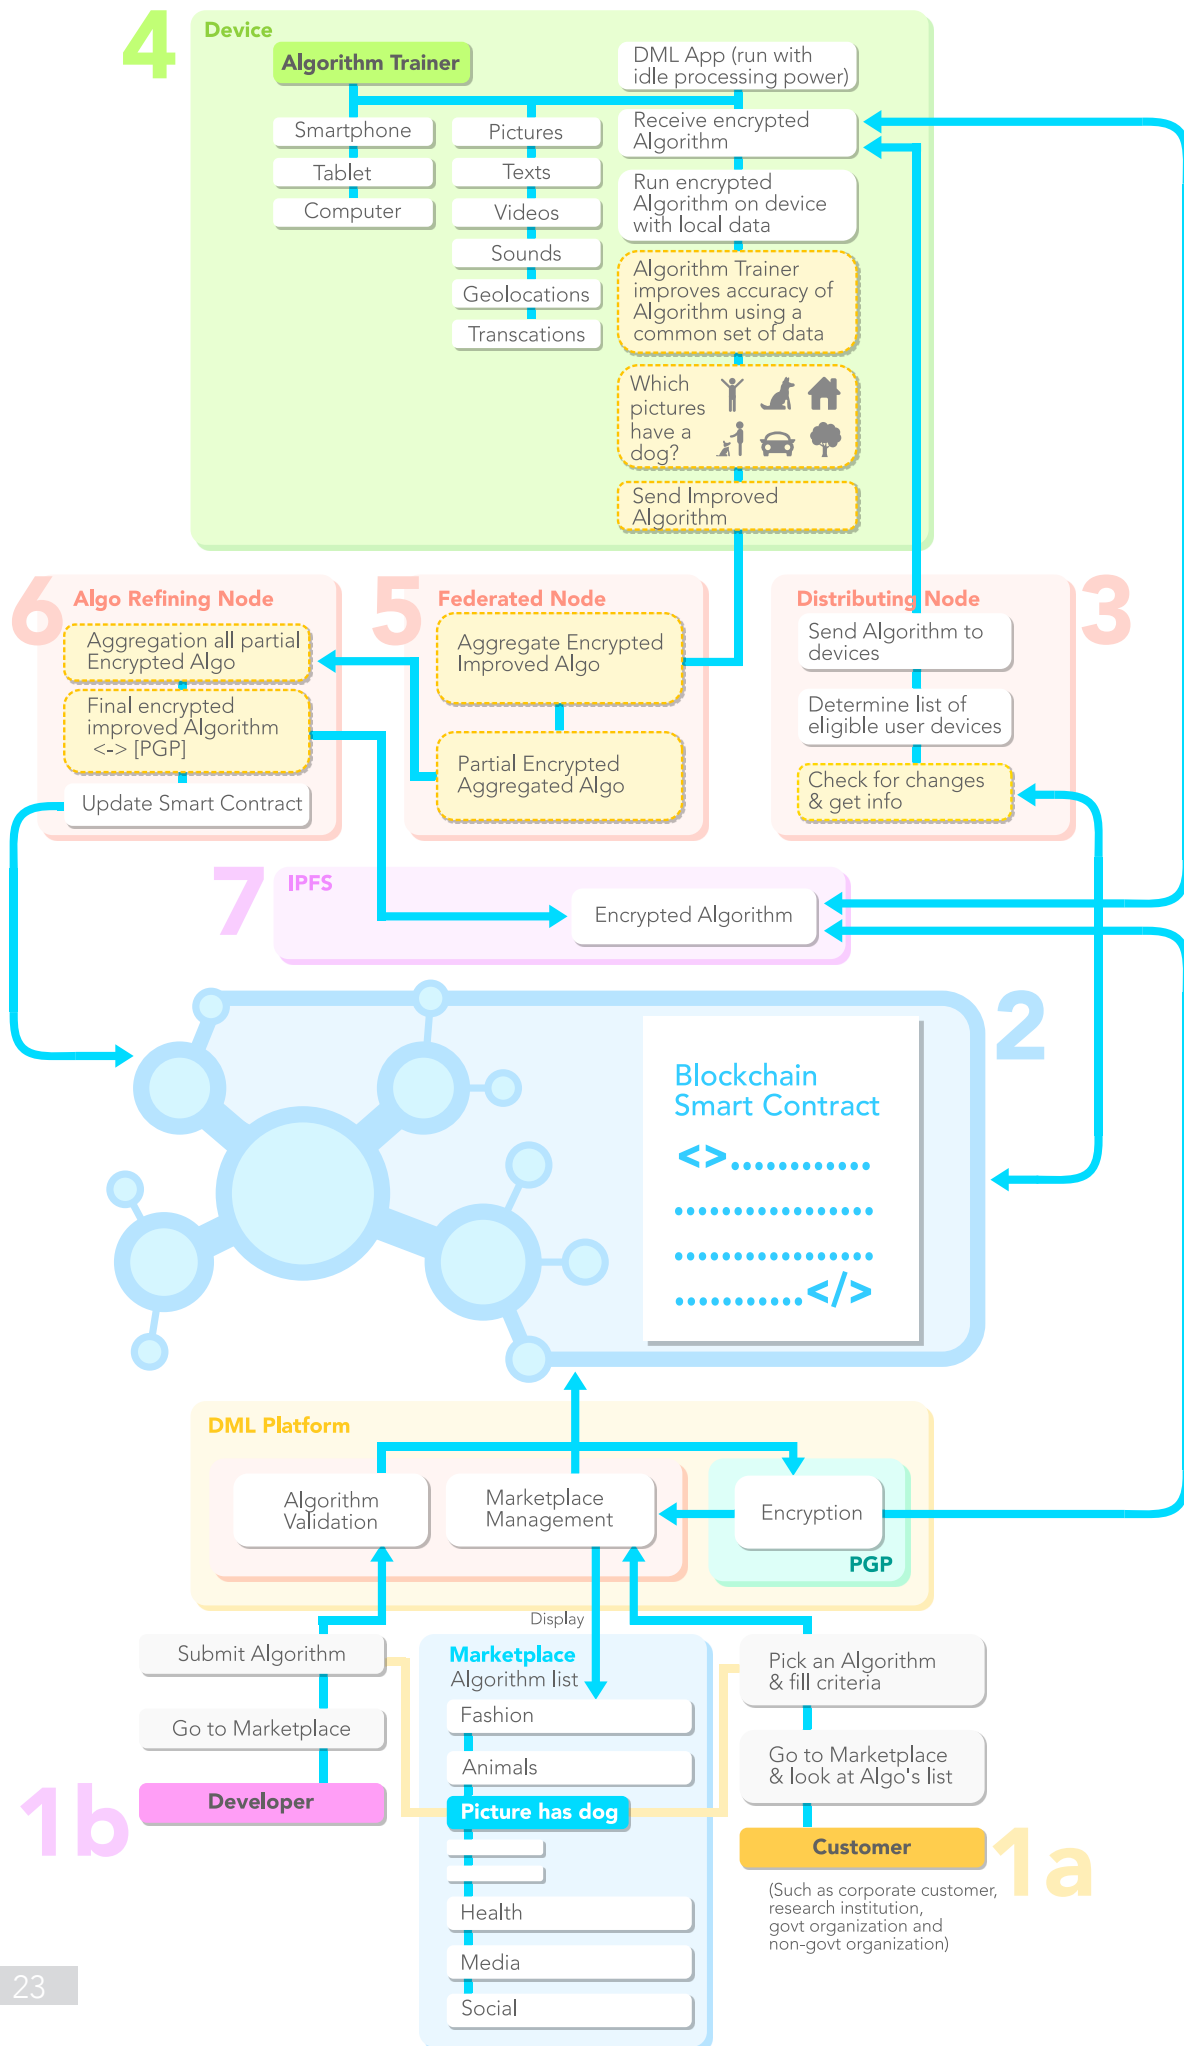 4
Device
Algorithm Trainer
Smartphone
Tablet
Computer
Pictures
Texts
Videos
Sounds
Geolocations
Transcations
DML App (run with
idle processing power)
Receive encrypted
Algorithm
Run encrypted
Algorithm on device
with local data
Algorithm Trainer
improves accuracy of
Algorithm using a
common set of data
Which
pictures
have a
dog?
Send Improved
Algorithm
6
Algo Refining Node
Aggregation all partial
Encrypted Algo
Final encrypted
improved Algorithm
<-> [PGP]
Update Smart Contract
5
Federated Node
Aggregate Encrypted
Improved Algo
Partial Encrypted
Aggregated Algo
3
Distributing Node
Send Algorithm to
devices
Determine list of
eligible user devices
Check for changes
& get info
7
IPFS
Encrypted Algorithm
2
Blockchain
Smart Contract
<>............
.................
.................
...........</>
DML Platform
Algorithm
Validation
Marketplace
Management
Encryption
PGP
Display
Submit Algorithm
Go to Marketplace
Developer
1b
Marketplace
Algorithm list
Fashion
Animals
Picture has dog
Health
Media
Social
Pick an Algorithm
& fill criteria
Go to Marketplace
& look at Algo's list
Customer
1a
(Such as corporate customer,
research institution,
govt organization and
non-govt organization)
23